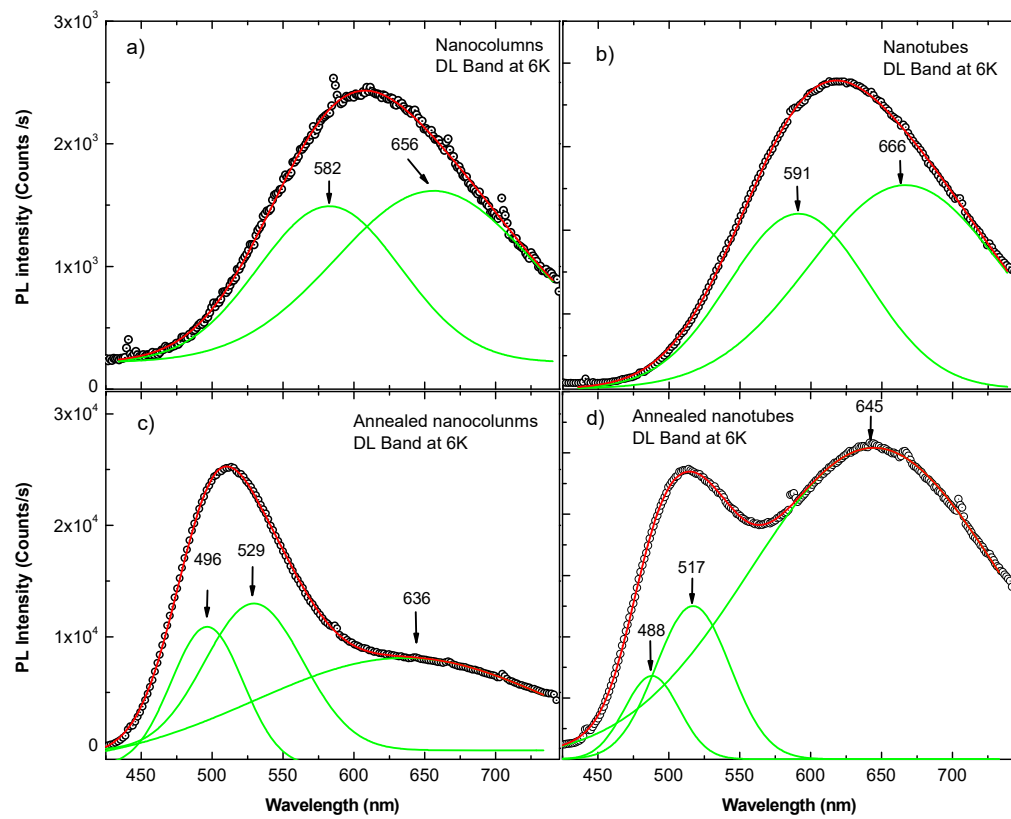 3x10³
a)
Nanocolumns
DL Band at 6K
2x10³
656
582
1x10³
0
PL intensity (Counts /s)
b)
Nanotubes
DL Band at 6K
666
591
3x10⁴
c)
Annealed nanocolunms
DL Band at 6K
2x10⁴
496
529
636
1x10⁴
0
PL Intensity (Counts/s)
450 500 550 600 650 700
Wavelength (nm)
d)
Annealed nanotubes
DL Band at 6K
645
517
488
450 500 550 600 650 700
Wavelength (nm)